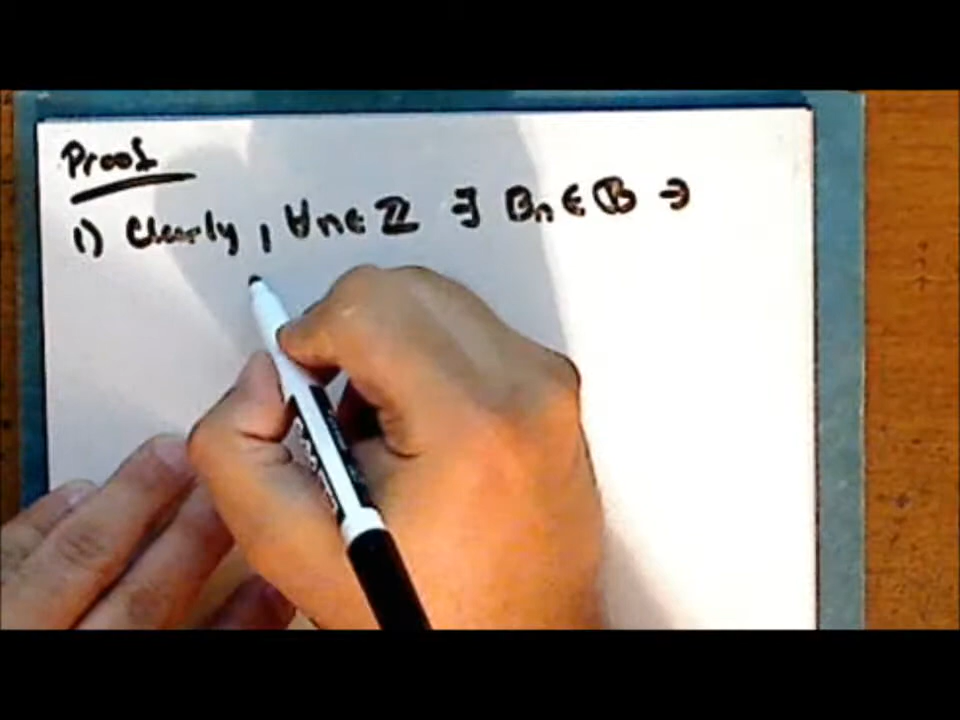 Proof
1) Clearly, ∀n∈ℤ ∃ Bₙ∈𝔹 ∋